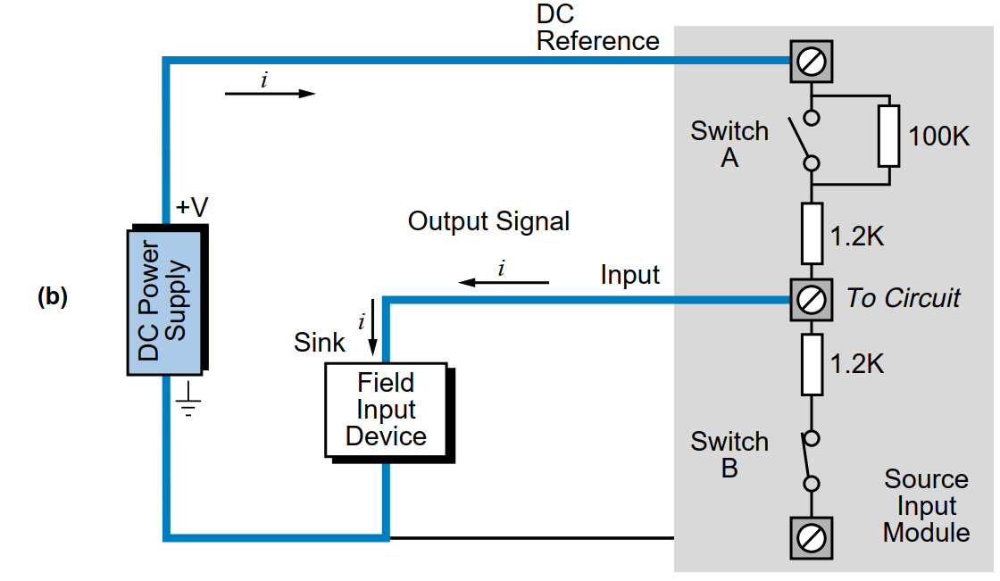 DC
Reference
i
Switch
A
100K
+V
Output Signal
1.2K
i
Input
(b)
DC Power
Supply
To Circuit
i
Sink
1.2K
Field
Input
Device
Switch
B
Source
Input
Module